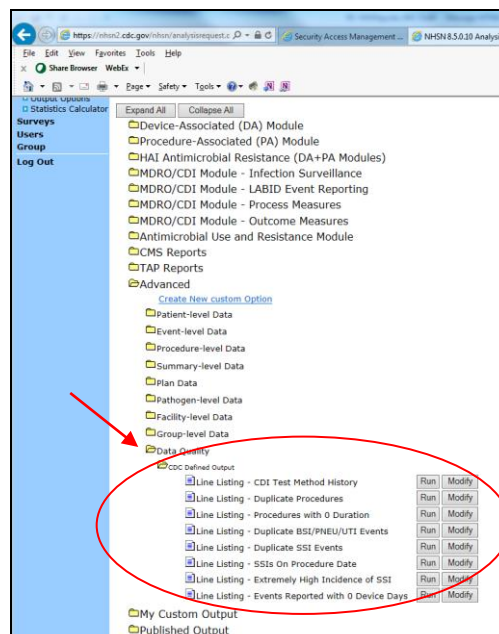 https://nhsn2.cdc.gov/nhsn/analysisrequest.c
Security Access Management ...
NHSN 8.5.0.10 Analysi
File Edit View Favorites Tools Help
x Share Browser WebEx
Page Safety Tools
Output Options
Statistics Calculator
Surveys
Users
Group
Log Out
Expand All Collapse All
Device-Associated (DA) Module
Procedure-Associated (PA) Module
HAI Antimicrobial Resistance (DA+PA Modules)
MDRO/CDI Module - Infection Surveillance
MDRO/CDI Module - LABID Event Reporting
MDRO/CDI Module - Process Measures
MDRO/CDI Module - Outcome Measures
Antimicrobial Use and Resistance Module
CMS Reports
TAP Reports
Advanced
Create New custom Option
Patient-level Data
Event-level Data
Procedure-level Data
Summary-level Data
Plan Data
Pathogen-level Data
Facility-level Data
Group-level Data
Data Quality
CDC Defined Output
Line Listing - CDI Test Method History Run Modify
Line Listing - Duplicate Procedures Run Modify
Line Listing - Procedures with 0 Duration Run Modify
Line Listing - Duplicate BSI/PNEU/UTI Events Run Modify
Line Listing - Duplicate SSI Events Run Modify
Line Listing - SSIs On Procedure Date Run Modify
Line Listing - Extremely High Incidence of SSI Run Modify
Line Listing - Events Reported with 0 Device Days Run Modify
My Custom Output
Published Output